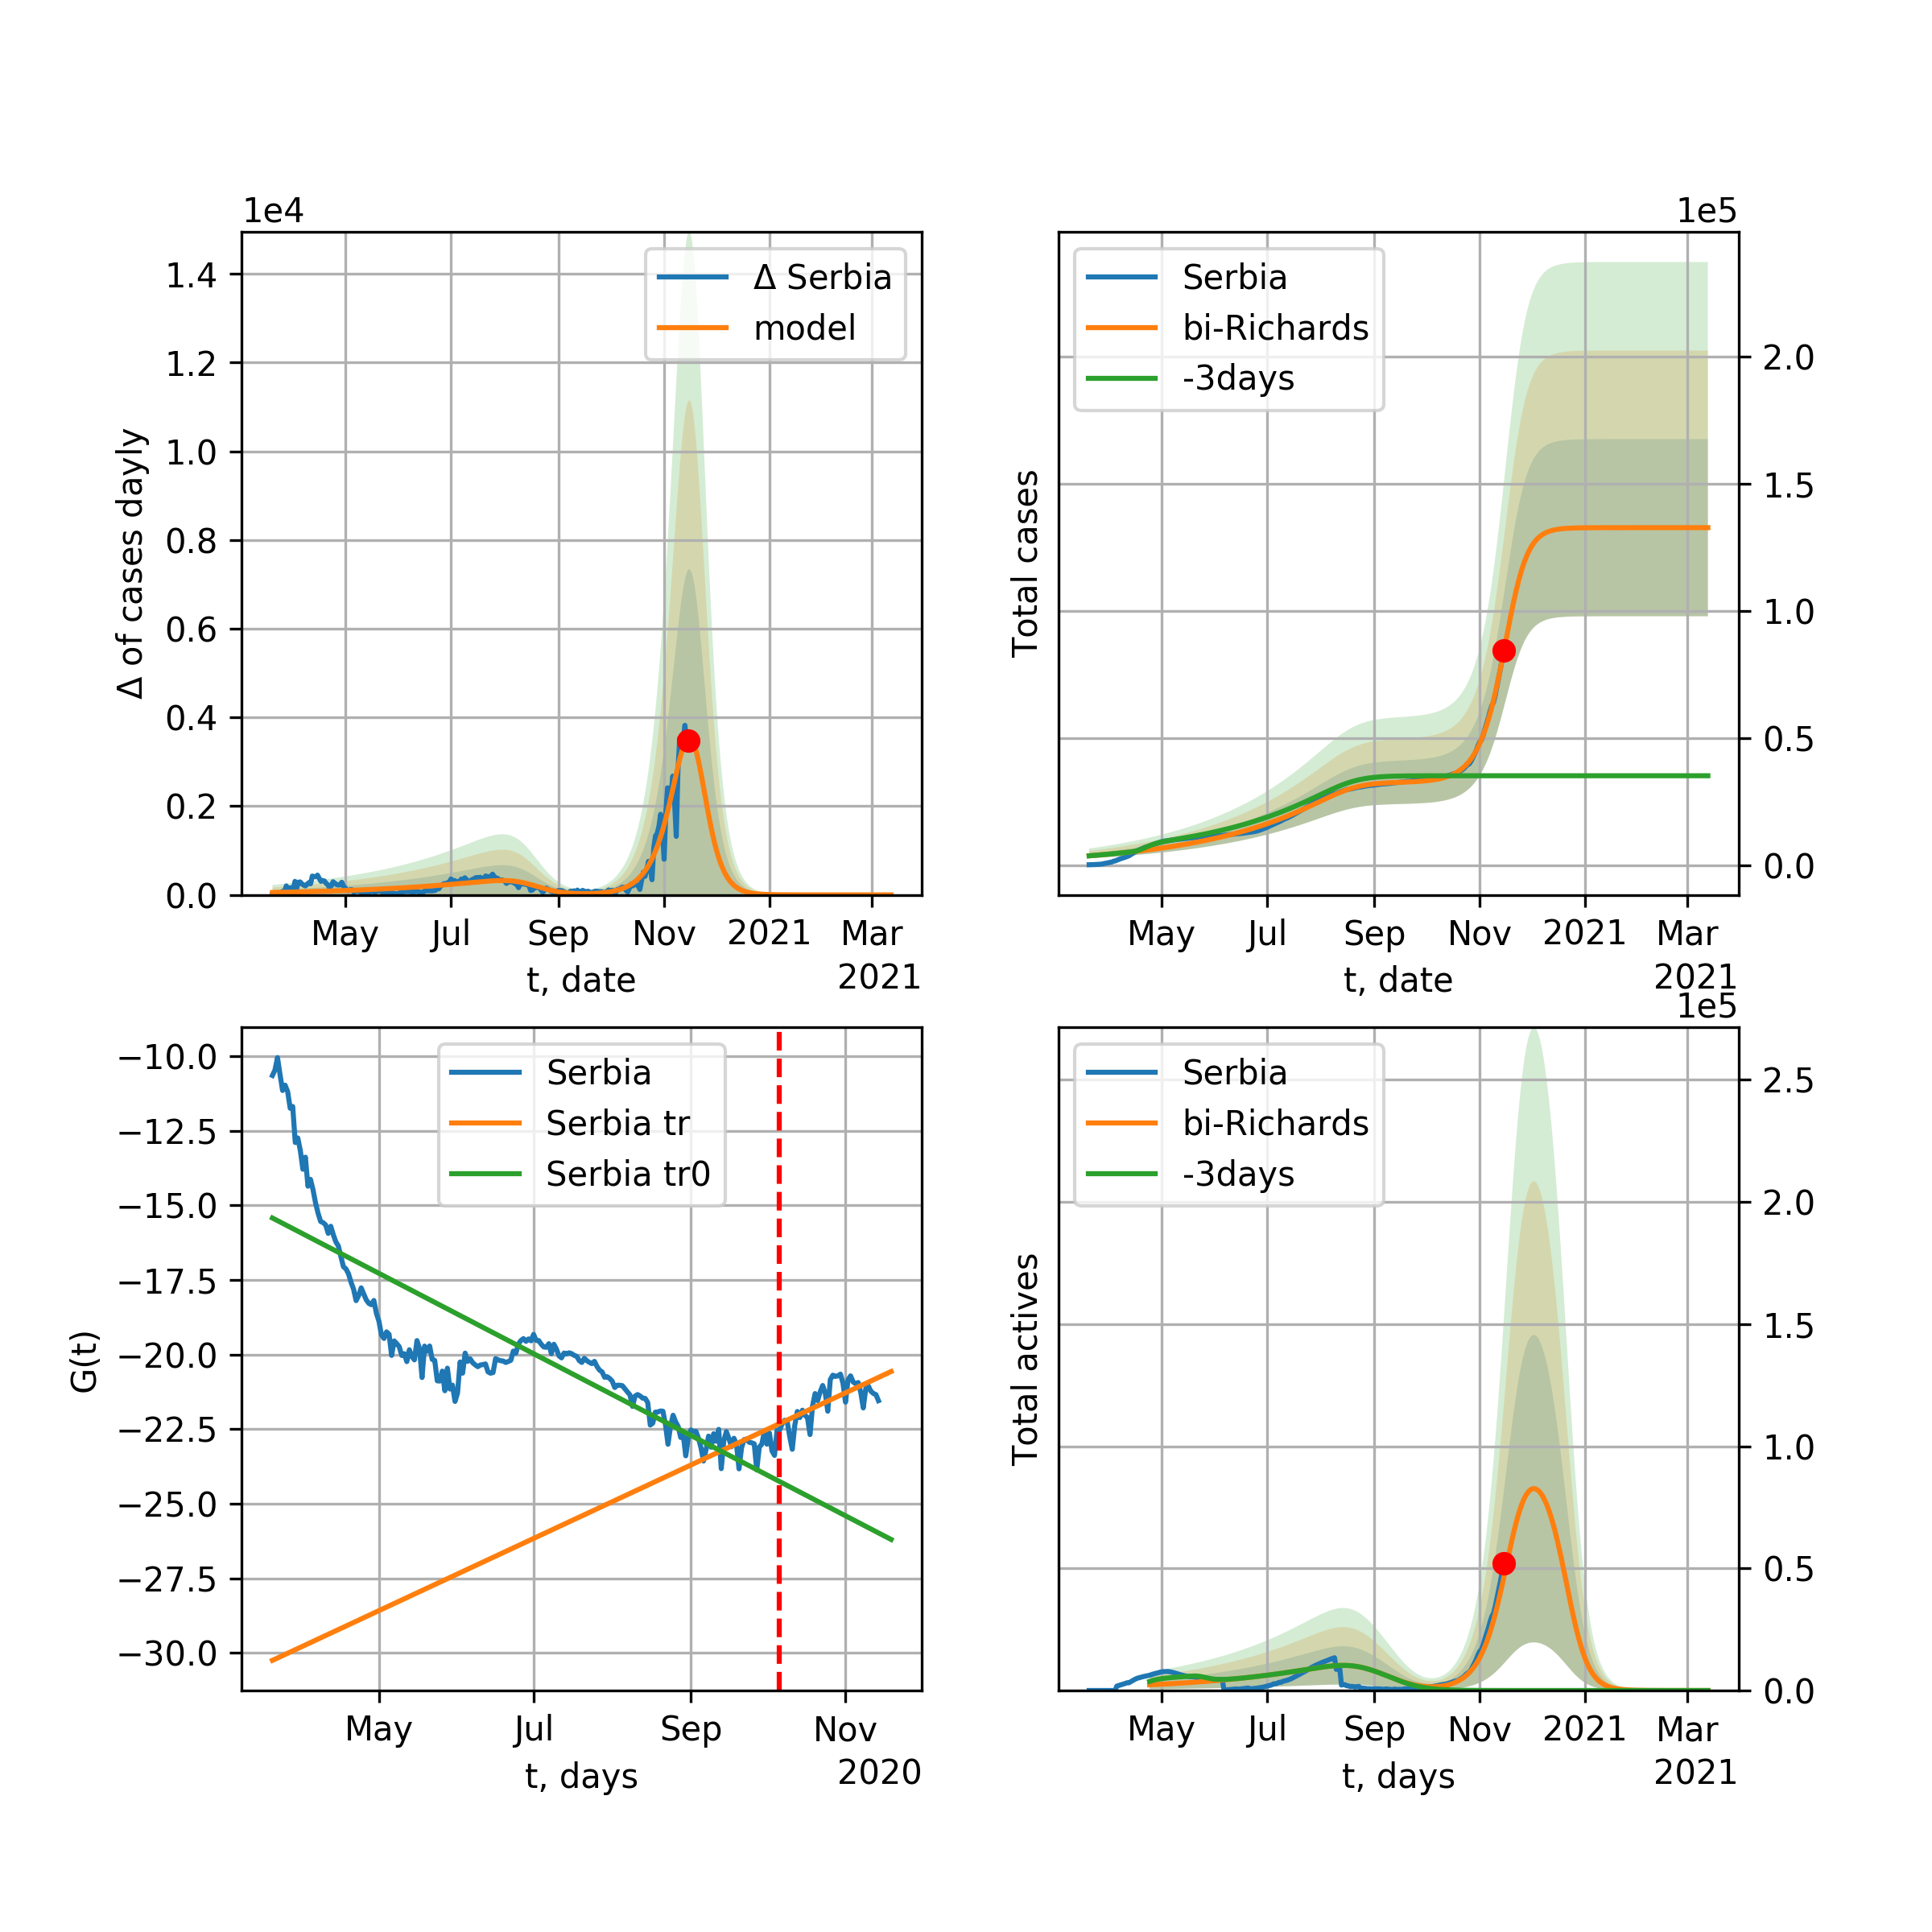 1e4
1.4
1.2
1.0
0.8
0.6
0.4
0.2
0.0
Δ of cases dayly
Δ Serbia
model
May Jul Sep Nov 2021 Mar
t, date
2021
1e5
Total cases
Serbia
bi-Richards
-3days
2.0
1.5
1.0
0.5
0.0
May Jul Sep Nov 2021 Mar
t, date
2021
−10.0
−12.5
−15.0
−17.5
−20.0
−22.5
−25.0
−27.5
−30.0
G(t)
Serbia
Serbia tr
Serbia tr0
May Jul Sep Nov
t, days
2020
1e5
Total actives
Serbia
bi-Richards
-3days
2.5
2.0
1.5
1.0
0.5
0.0
May Jul Sep Nov 2021 Mar
t, days
2021